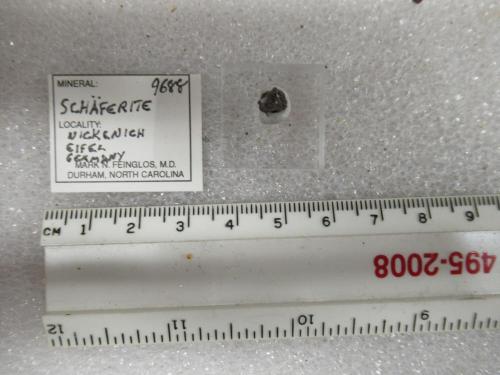 MINERAL: 9688
SCHÄFERITE
LOCALITY:
NICKENICH
EIFEL
GERMANY
MARK N. FEINGLOS, M.D.
DURHAM, NORTH CAROLINA
CM 1 2 3 4 5 6 7 8 9
495-2008
12 11 10 9